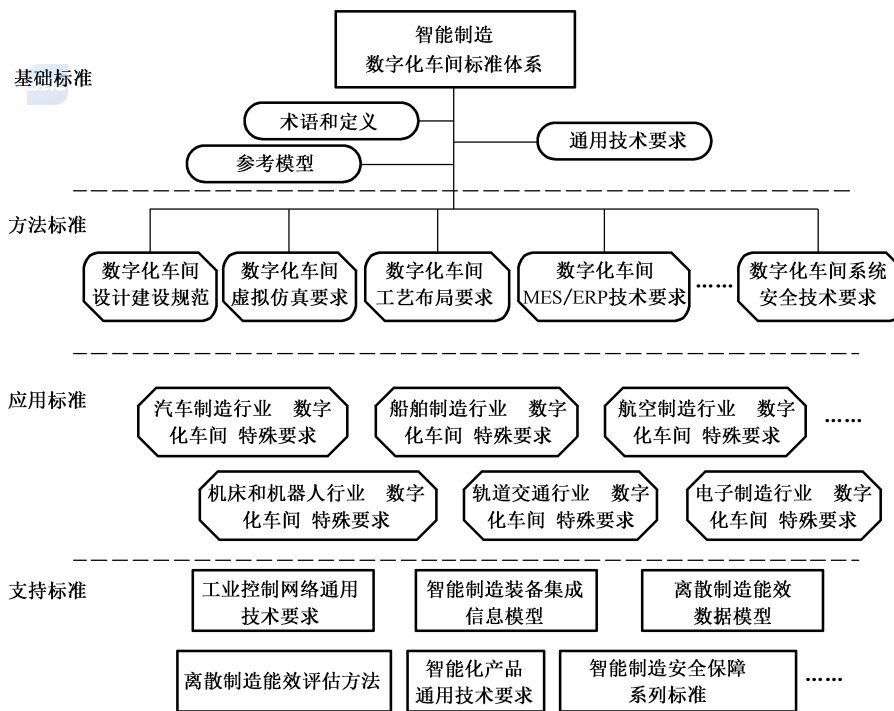 智能制造
数字化车间标准体系
基础标准
术语和定义
通用技术要求
参考模型
方法标准
数字化车间
设计建设规范
数字化车间
虚拟仿真要求
数字化车间
工艺布局要求
数字化车间
MES/ERP技术要求
……
数字化车间系统
安全技术要求
应用标准
汽车制造行业 数字
化车间 特殊要求
船舶制造行业 数字
化车间 特殊要求
航空制造行业 数字
化车间 特殊要求
……
机床和机器人行业 数字
化车间 特殊要求
轨道交通行业 数字
化车间 特殊要求
电子制造行业 数字
化车间 特殊要求
支持标准
工业控制网络通用
技术要求
智能制造装备集成
信息模型
离散制造能效
数据模型
离散制造能效评估方法
智能化产品
通用技术要求
智能制造安全保障
系列标准
……